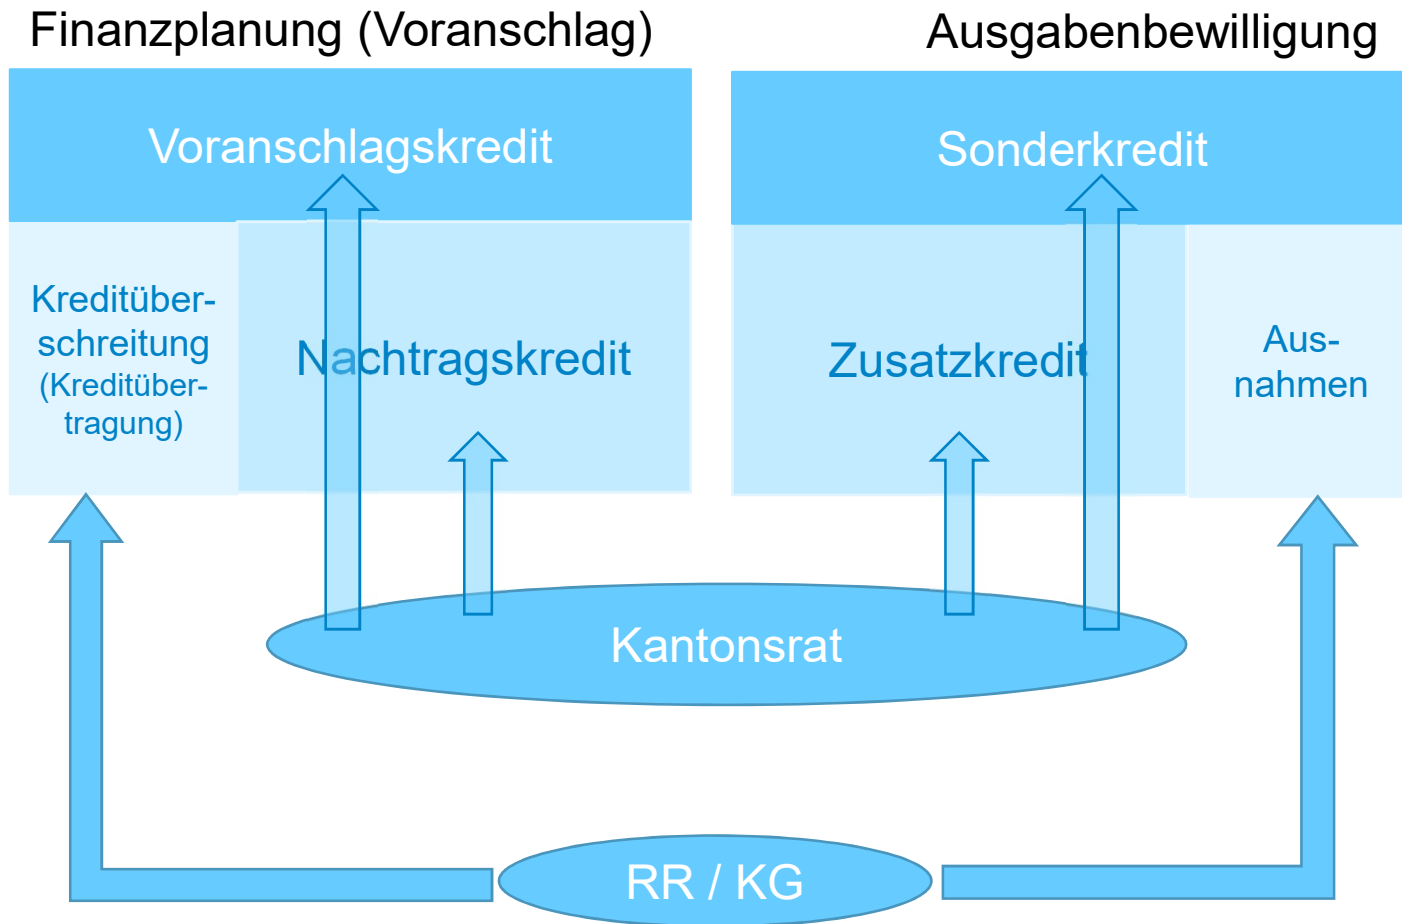 Finanzplanung (Voranschlag)
Ausgabenbewilligung
Voranschlagskredit
Sonderkredit
Kreditüber-
schreitung
(Kreditüber-
tragung)
Nachtragskredit
Zusatzkredit
Aus-
nahmen
Kantonsrat
RR / KG